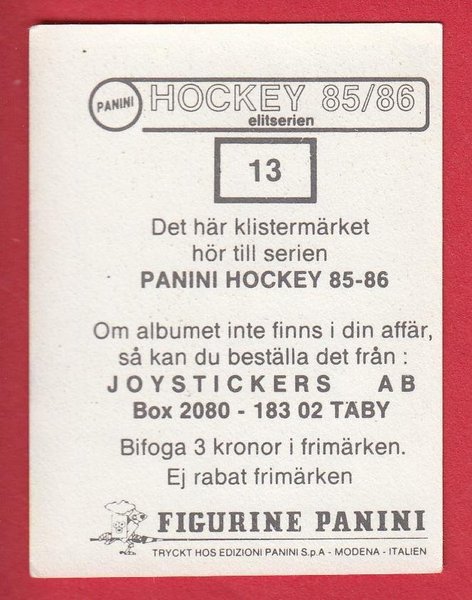 PANINI HOCKEY 85/86
elitserien
13
Det här klistermärket
hör till serien
PANINI HOCKEY 85-86
Om albumet inte finns i din affär,
så kan du beställa det från :
JOYSTICKERS AB
Box 2080 - 183 02 TÄBY
Bifoga 3 kronor i frimärken.
Ej rabat frimärken
FIGURINE PANINI
TRYCKT HOS EDIZIONI PANINI S.p.A - MODENA - ITALIEN